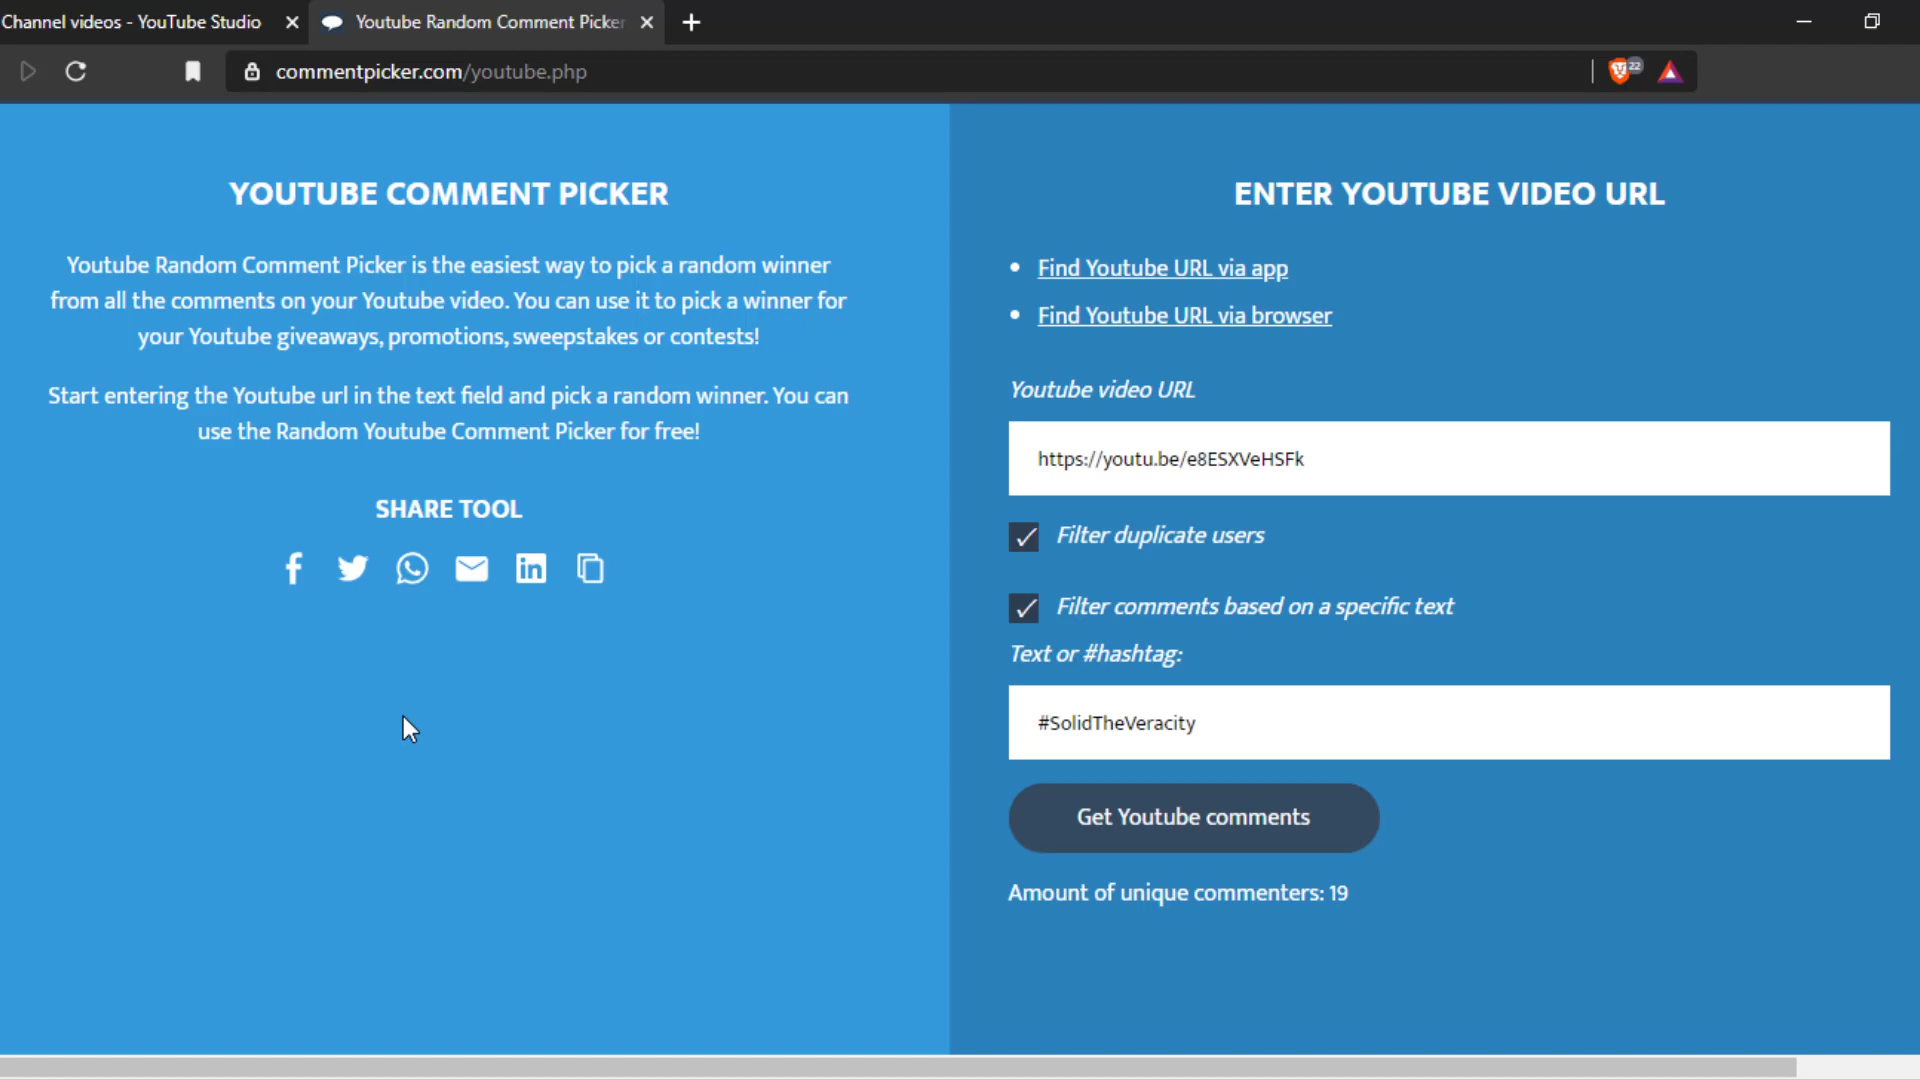 Channel videos - YouTube Studio
Youtube Random Comment Picker
commentpicker.com/youtube.php
22
YOUTUBE COMMENT PICKER
Youtube Random Comment Picker is the easiest way to pick a random winner
from all the comments on your Youtube video. You can use it to pick a winner for
your Youtube giveaways, promotions, sweepstakes or contests!
Start entering the Youtube url in the text field and pick a random winner. You can
use the Random Youtube Comment Picker for free!
SHARE TOOL
ENTER YOUTUBE VIDEO URL
Find Youtube URL via app
Find Youtube URL via browser
Youtube video URL
https://youtu.be/e8ESXVeHSFk
Filter duplicate users
Filter comments based on a specific text
Text or #hashtag:
#SolidTheVeracity
Get Youtube comments
Amount of unique commenters: 19